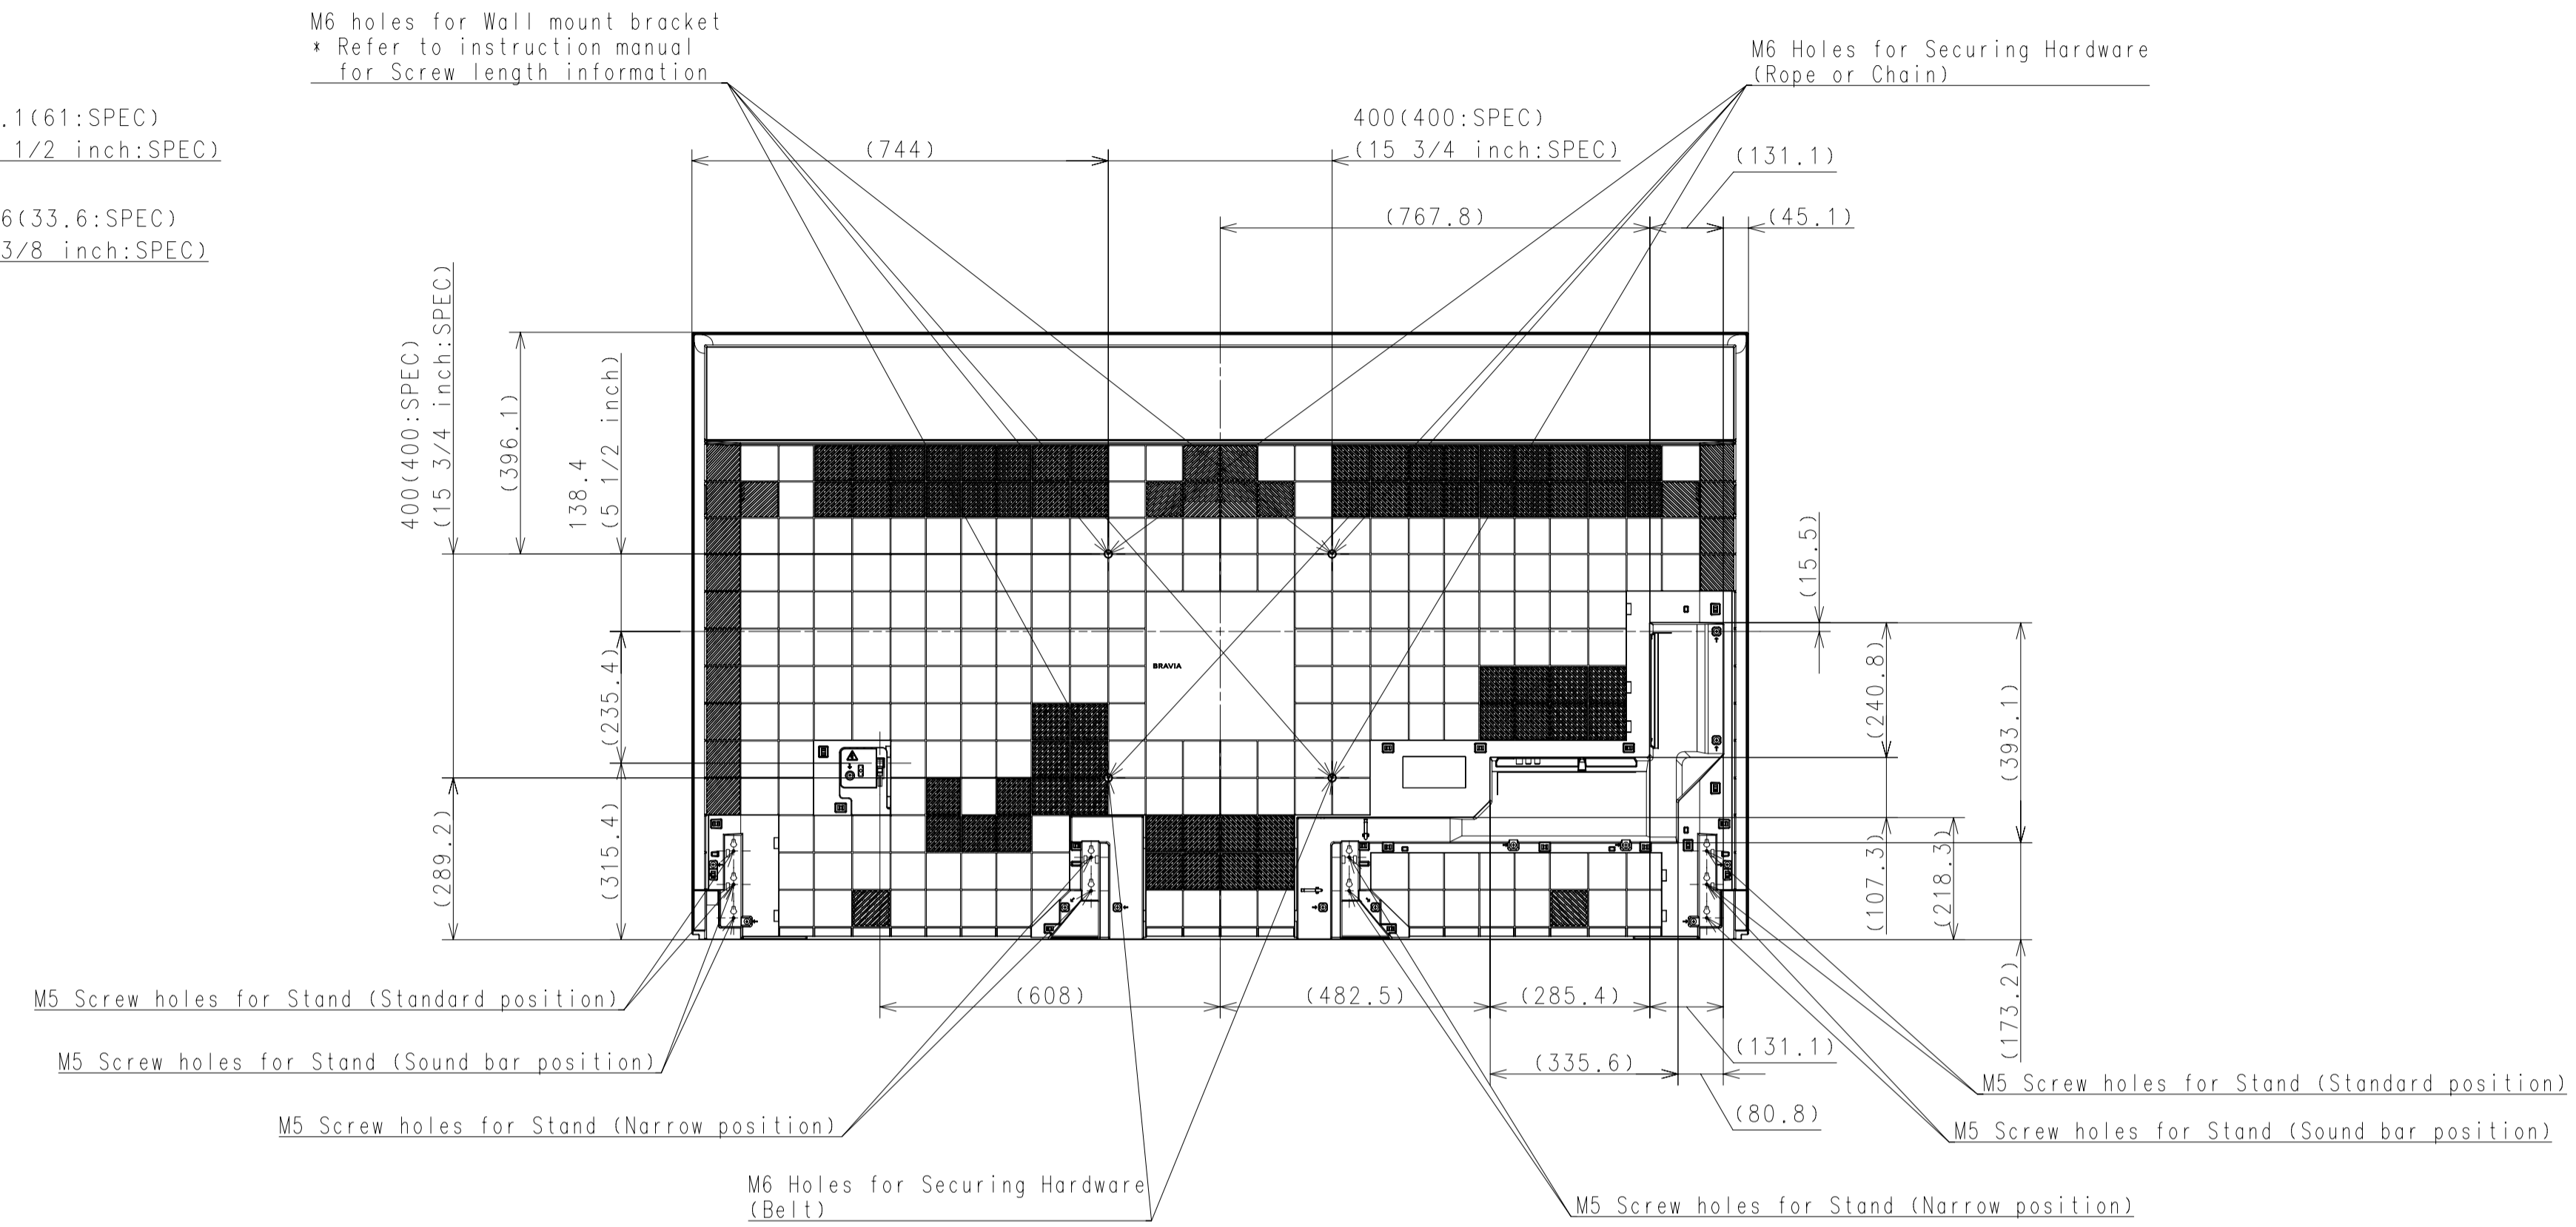 M6 holes for Wall mount bracket
* Refer to instruction manual
for Screw length information
M6 Holes for Securing Hardware
(Rope or Chain)
.1(61:SPEC)
1/2 inch:SPEC)
6(33.6:SPEC)
3/8 inch:SPEC)
(744)
400(400:SPEC)
(15 3/4 inch:SPEC)
(131.1)
(767.8)
(45.1)
400(400:SPEC)
(15 3/4 inch:SPEC)
(396.1)
138.4
(5 1/2 inch)
(15.5)
(235.4)
BRAVIA
(240.8)
(393.1)
(289.2)
(315.4)
(107.3)
(218.3)
(173.2)
M5 Screw holes for Stand (Standard position)
(608)
(482.5)
(285.4)
M5 Screw holes for Stand (Sound bar position)
(131.1)
(335.6)
M5 Screw holes for Stand (Standard position)
(80.8)
M5 Screw holes for Stand (Narrow position)
M5 Screw holes for Stand (Sound bar position)
M6 Holes for Securing Hardware
(Belt)
M5 Screw holes for Stand (Narrow position)